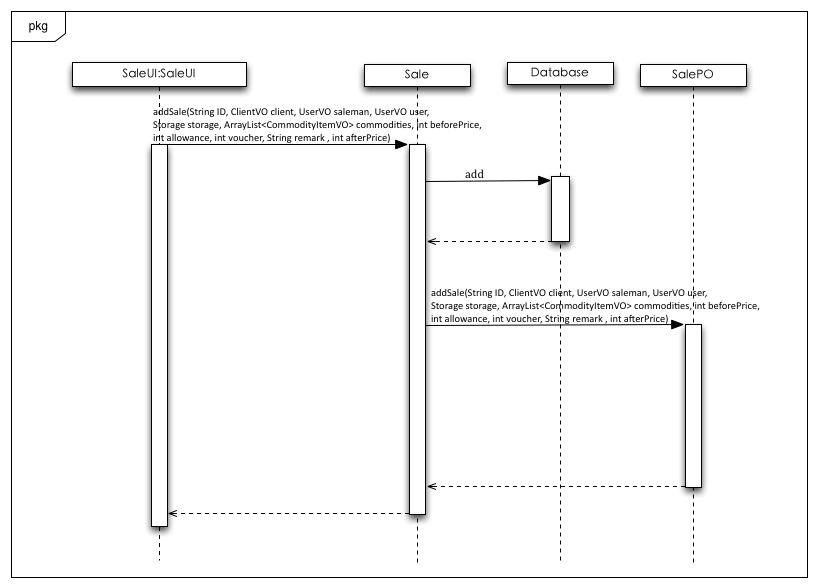 pkg
SaleUI:SaleUI
Sale
Database
SalePO
addSale(String ID, ClientVO client, UserVO saleman, UserVO user,
Storage storage, ArrayList<CommodityItemVO> commodities, int beforePrice,
int allowance, int voucher, String remark , int afterPrice)
add
addSale(String ID, ClientVO client, UserVO saleman, UserVO user,
Storage storage, ArrayList<CommodityItemVO> commodities, int beforePrice,
int allowance, int voucher, String remark , int afterPrice)